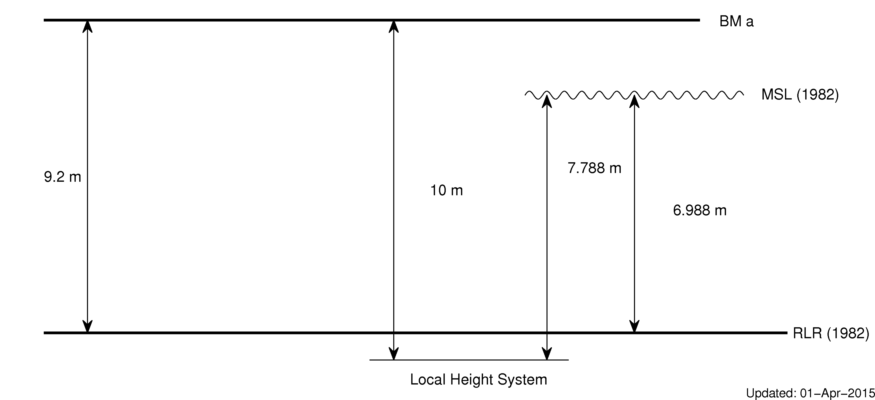 BM a
MSL (1982)
9.2 m
10 m
7.788 m
6.988 m
RLR (1982)
Local Height System
Updated: 01−Apr−2015